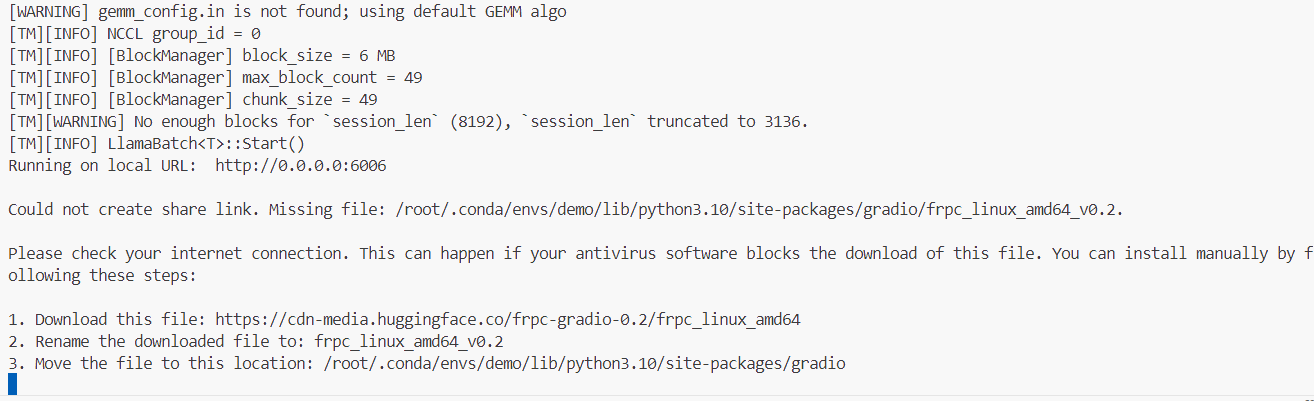 [WARNING] gemm_config.in is not found; using default GEMM algo
[TM][INFO] NCCL group_id = 0
[TM][INFO] [BlockManager] block_size = 6 MB
[TM][INFO] [BlockManager] max_block_count = 49
[TM][INFO] [BlockManager] chunk_size = 49
[TM][WARNING] No enough blocks for `session_len` (8192), `session_len` truncated to 3136.
[TM][INFO] LlamaBatch<T>::Start()
Running on local URL:  http://0.0.0.0:6006
Could not create share link. Missing file: /root/.conda/envs/demo/lib/python3.10/site-packages/gradio/frpc_linux_amd64_v0.2.
Please check your internet connection. This can happen if your antivirus software blocks the download of this file. You can install manually by f
ollowing these steps:
1. Download this file: https://cdn-media.huggingface.co/frpc-gradio-0.2/frpc_linux_amd64
2. Rename the downloaded file to: frpc_linux_amd64_v0.2
3. Move the file to this location: /root/.conda/envs/demo/lib/python3.10/site-packages/gradio